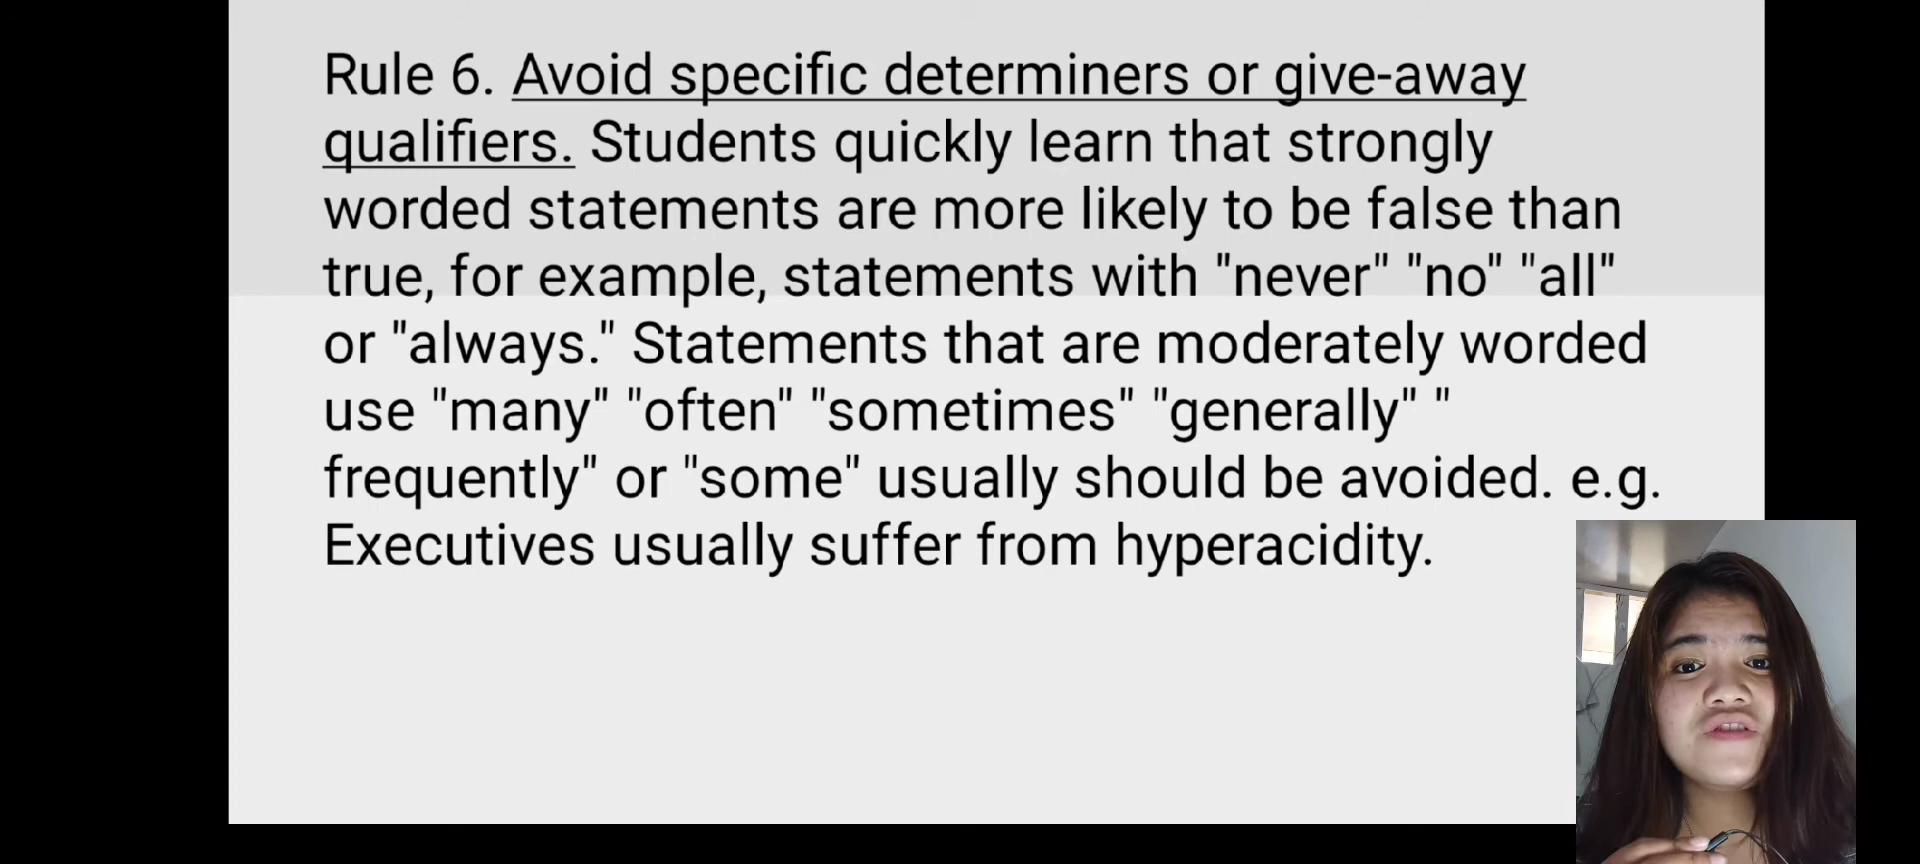 Rule 6. Avoid specific determiners or give-away
qualifiers. Students quickly learn that strongly
worded statements are more likely to be false than
true, for example, statements with "never" "no" "all"
or "always." Statements that are moderately worded
use "many" "often" "sometimes" "generally" "
frequently" or "some" usually should be avoided. e.g.
Executives usually suffer from hyperacidity.